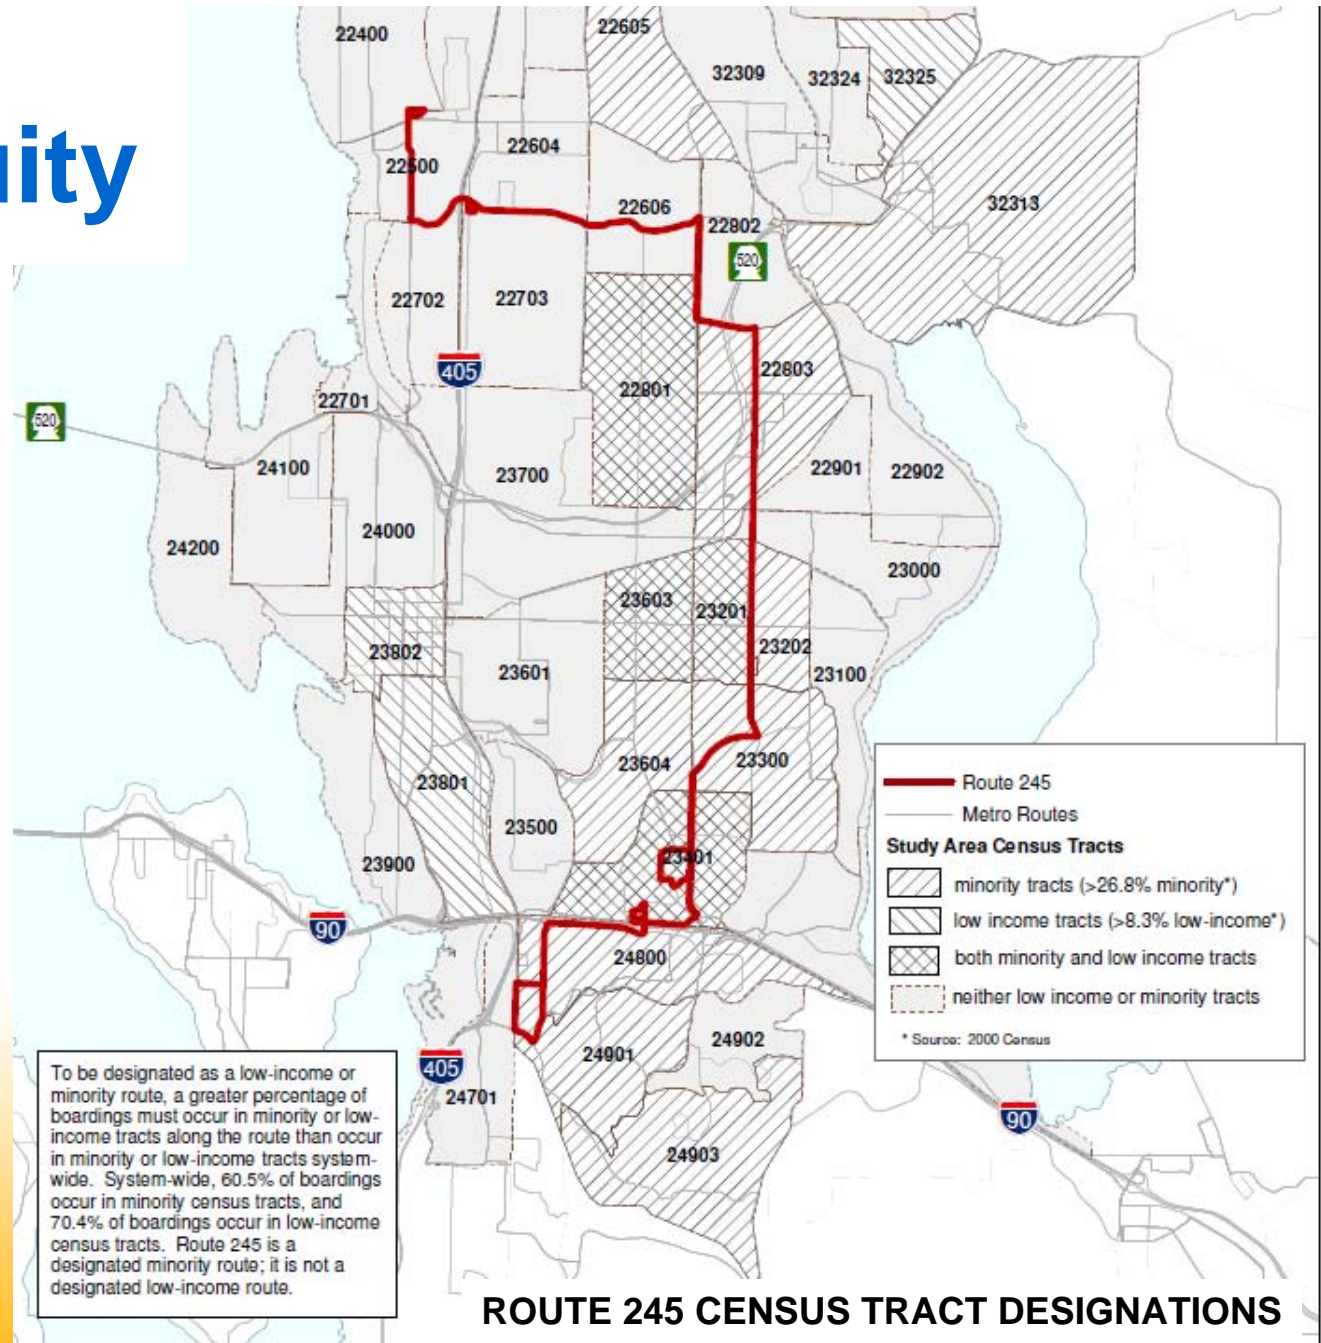 uity
22400
22605
32309
32324
32325
22500
22604
22606
22802
32313
520
22702
22703
405
22801
22803
22701
520
24100
23700
22901
22902
24200
24000
23000
23603
23201
23802
23202
23601
23100
23604
23300
23801
23500
23401
23900
90
24800
24901
24902
405
24701
24903
90
Route 245
Metro Routes
Study Area Census Tracts
minority tracts (>26.8% minority*)
low income tracts (>8.3% low-income*)
both minority and low income tracts
neither low income or minority tracts
* Source: 2000 Census
To be designated as a low-income or
minority route, a greater percentage of
boardings must occur in minority or low-
income tracts along the route than occur
in minority or low-income tracts system-
wide. System-wide, 60.5% of boardings
occur in minority census tracts, and
70.4% of boardings occur in low-income
census tracts. Route 245 is a
designated minority route; it is not a
designated low-income route.
ROUTE 245 CENSUS TRACT DESIGNATIONS